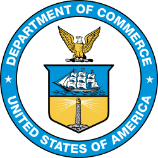 DEPARTMENT OF COMMERCE
UNITED STATES OF AMERICA